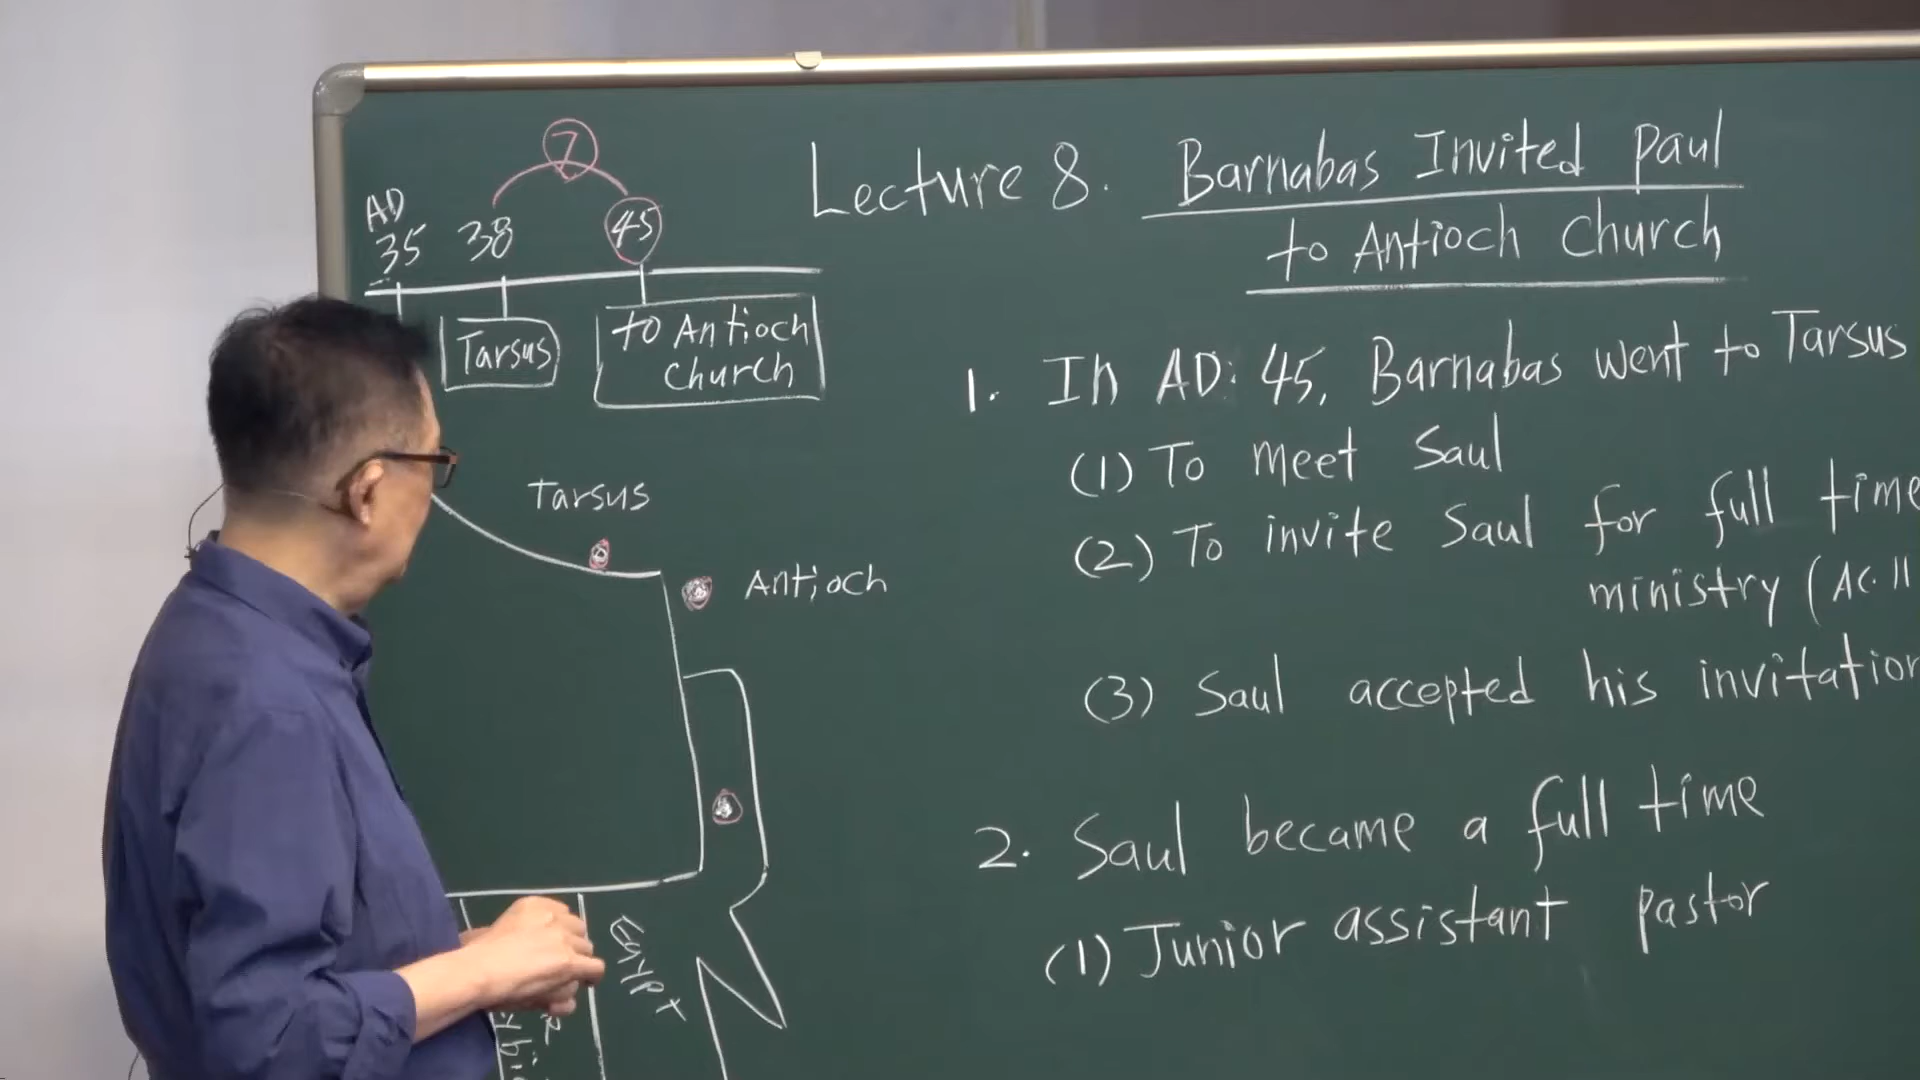 Lecture 8. Barnabas Invited Paul
to Antioch Church
AD
35 38 45
7
Tarsus
to Antioch
church
Tarsus
Antioch
Egypt
1. In AD: 45, Barnabas went to Tarsus
(1) To meet Saul
(2) To invite Saul for full time
ministry (AC. 11
(3) Saul accepted his invitation
2. Saul became a full time
(1) Junior assistant pastor